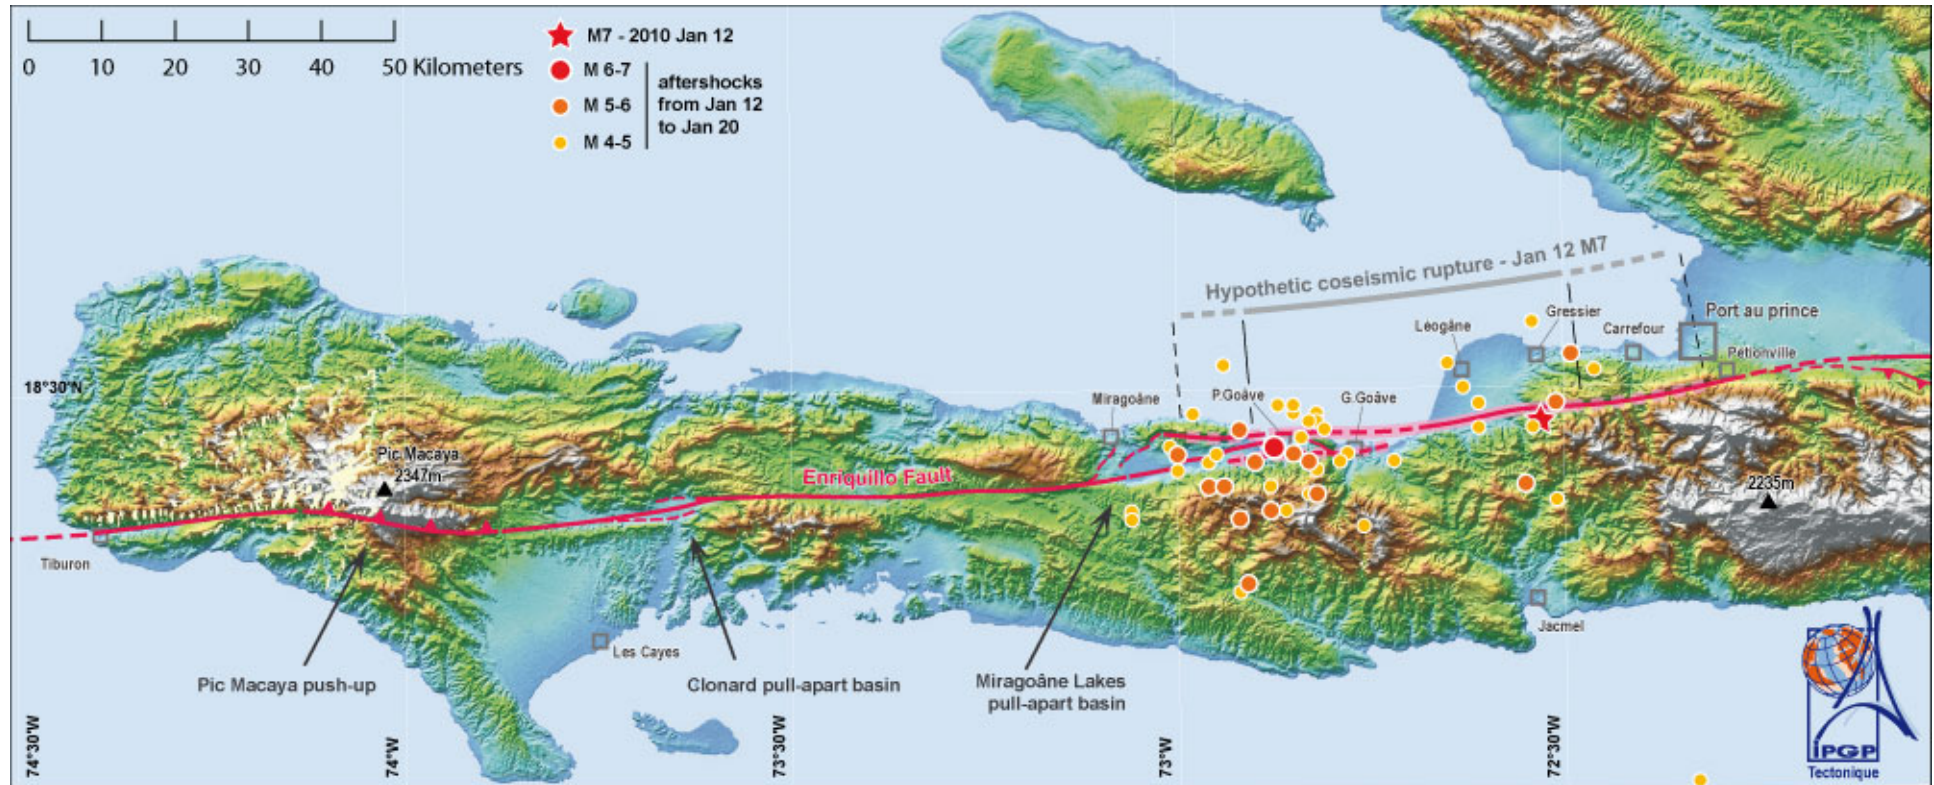 0 10 20 30 40 50 Kilometers
M7 - 2010 Jan 12
M 6-7
M 5-6
M 4-5
aftershocks
from Jan 12
to Jan 20
Hypothetic coseismic rupture - Jan 12 M7
Port au prince
Gressier
Léogâne
Carrefour
Petionville
18°30'N
Miragoâne
P.Goâve
G.Goâve
Pic Macaya
2347m
Enriquillo Fault
2235m
Tiburon
Jacmel
Les Cayes
Pic Macaya push-up
Clonard pull-apart basin
Miragoâne Lakes
pull-apart basin
74°30'W
74°W
73°30'W
73°W
72°30'W
iPGP
Tectonique